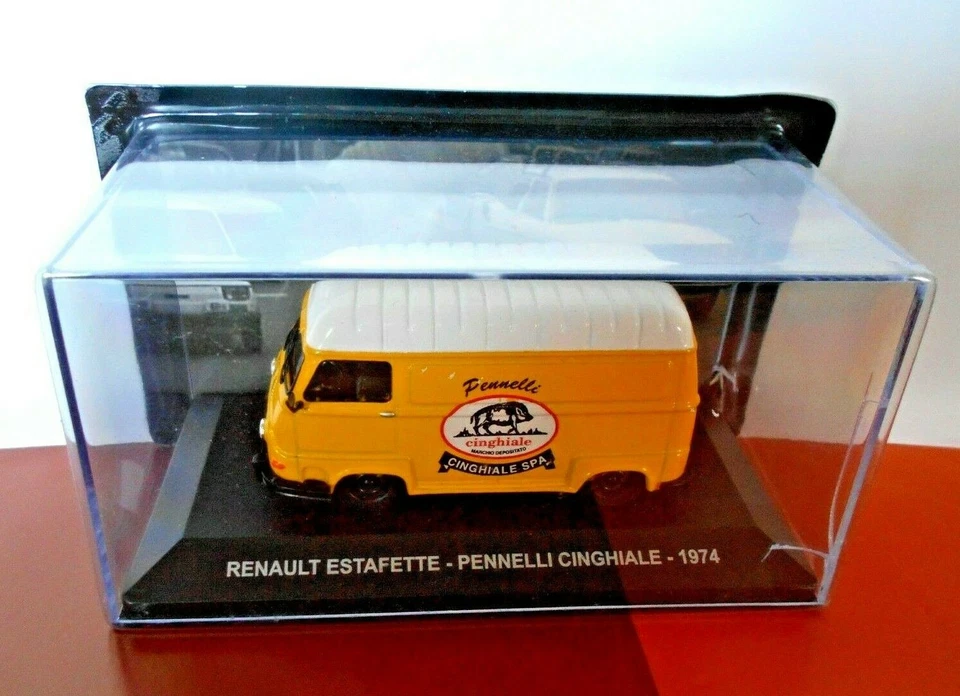 Pennelli
cinghiale
MARCHIO DEPOSITATO
CINGHIALE SPA
RENAULT ESTAFETTE - PENNELLI CINGHIALE - 1974